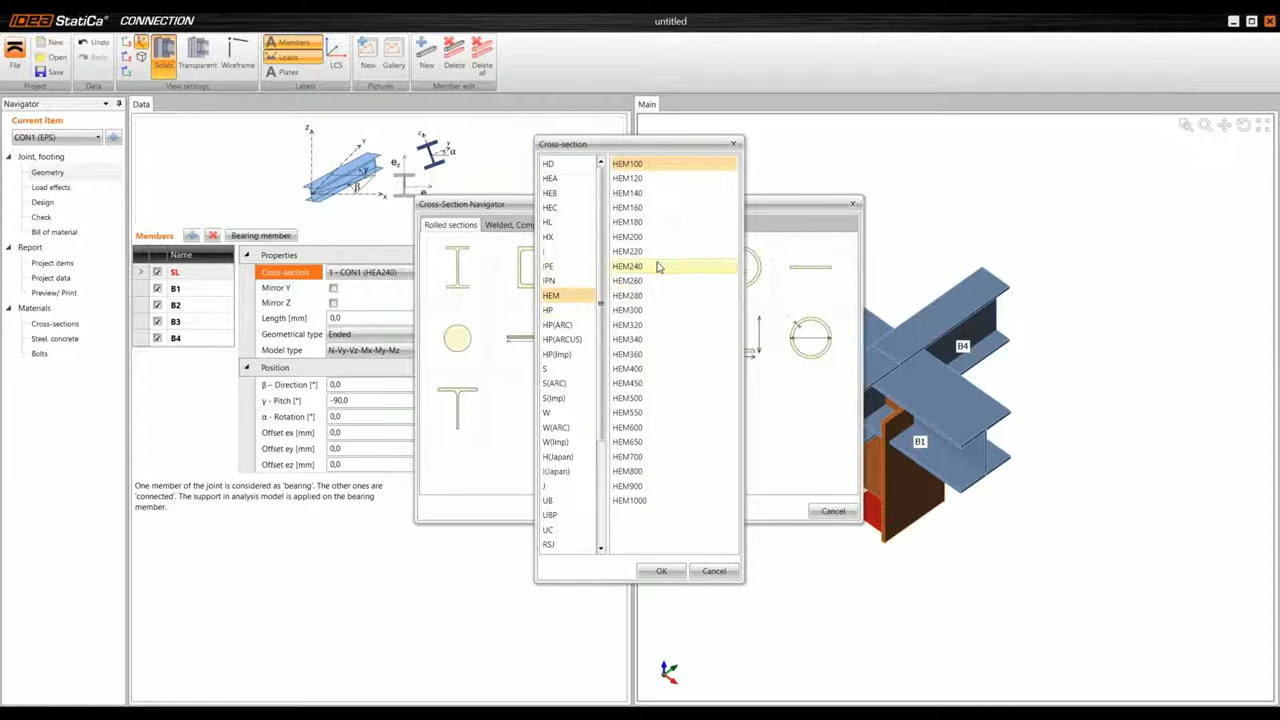 IDEA StatiCa® CONNECTION
untitled
File
New
Open
Save
Undo
Redo
Solids
Transparent
Wireframe
Members
Loads
Plates
LCS
New
Gallery
New
Delete
Delete all
Project
Data
View settings
Labels
Pictures
Member edit
Navigator
Current item
CON1 (EPS)
Joint, footing
Geometry
Load effects
Design
Check
Bill of material
Report
Project items
Project data
Preview/ Print
Materials
Cross-sections
Steel concrete
Bolts
Data
Z
Y
X
γ
β
α
Members
Bearing member
Name
SL
B1
B2
B3
B4
Properties
Cross-section
1 - CON1 (HEA240)
Mirror Y
Mirror Z
Length [mm]
0,0
Geometrical type
Ended
Model type
N-Vy-Vz-Mx-My-Mz
Position
β – Direction [°]
0,0
γ - Pitch [°]
-90,0
α - Rotation [°]
0,0
Offset ex [mm]
0,0
Offset ey [mm]
0,0
Offset ez [mm]
0,0
One member of the joint is considered as 'bearing'. The other ones are
'connected'. The support in analysis model is applied on the bearing
member.
Cross-Section Navigator
Rolled sections
Cancel
Cross-section
HD
HEA
HEB
HEC
HL
HX
I
IPE
IPN
HEM
HP
HP(ARC)
HP(ARCUS)
HP(Imp)
S
S(ARC)
S(Imp)
W
W(ARC)
W(Imp)
H(Japan)
I(Japan)
J
UB
UBP
UC
RSJ
HEM100
HEM120
HEM140
HEM160
HEM180
HEM200
HEM220
HEM240
HEM260
HEM280
HEM300
HEM320
HEM340
HEM360
HEM400
HEM450
HEM500
HEM550
HEM600
HEM650
HEM700
HEM800
HEM900
HEM1000
OK
Cancel
Main
B4
B1